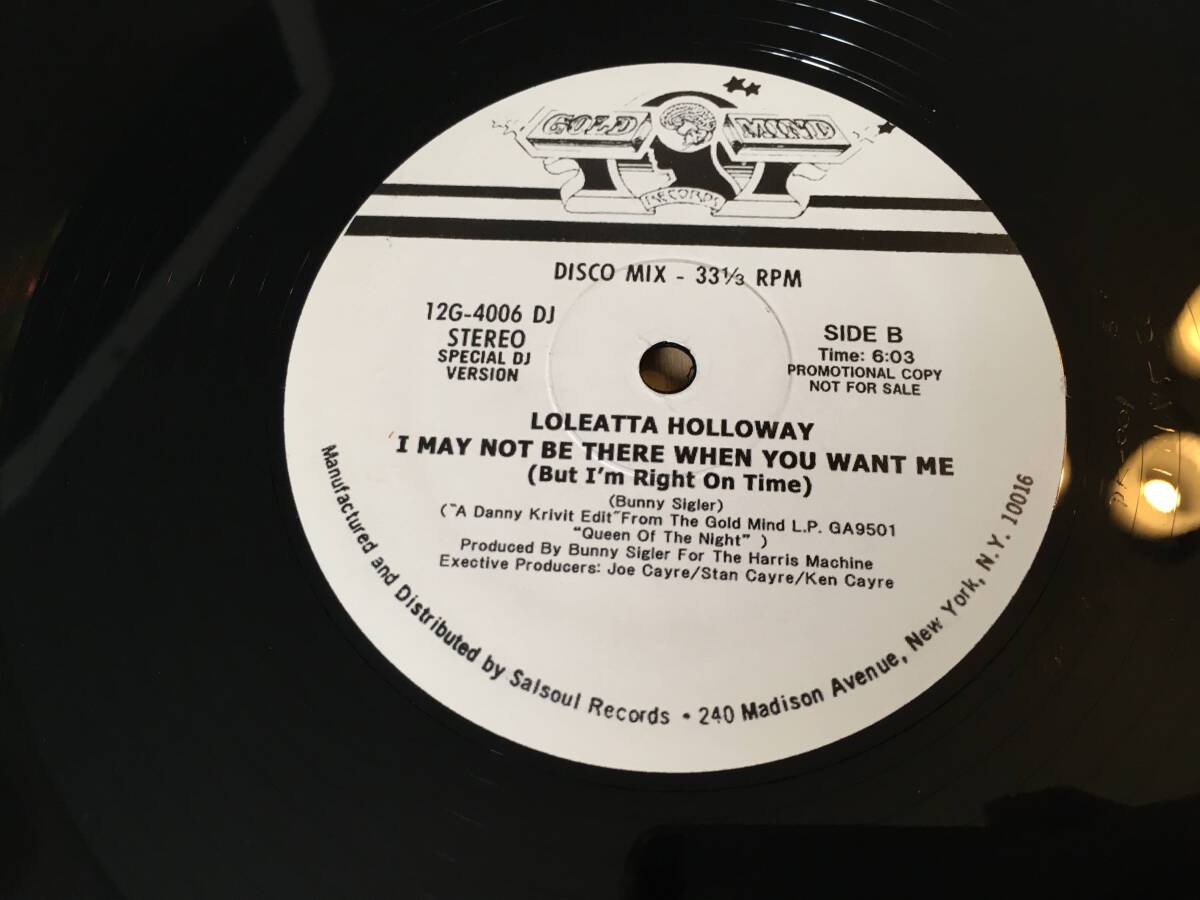 GOLD MIND
RECORDS
DISCO MIX - 33⅓ RPM
12G-4006 DJ
STEREO
SPECIAL DJ
VERSION
SIDE B
Time: 6:03
PROMOTIONAL COPY
NOT FOR SALE
LOLEATTA HOLLOWAY
I MAY NOT BE THERE WHEN YOU WANT ME
(But I'm Right On Time)
(Bunny Sigler)
("A Danny Krivit Edit"From The Gold Mind L.P. GA9501
"Queen Of The Night" )
Produced By Bunny Sigler For The Harris Machine
Exective Producers: Joe Cayre/Stan Cayre/Ken Cayre
Manufactured and Distributed by Salsoul Records • 240 Madison Avenue, New York, N.Y. 10016